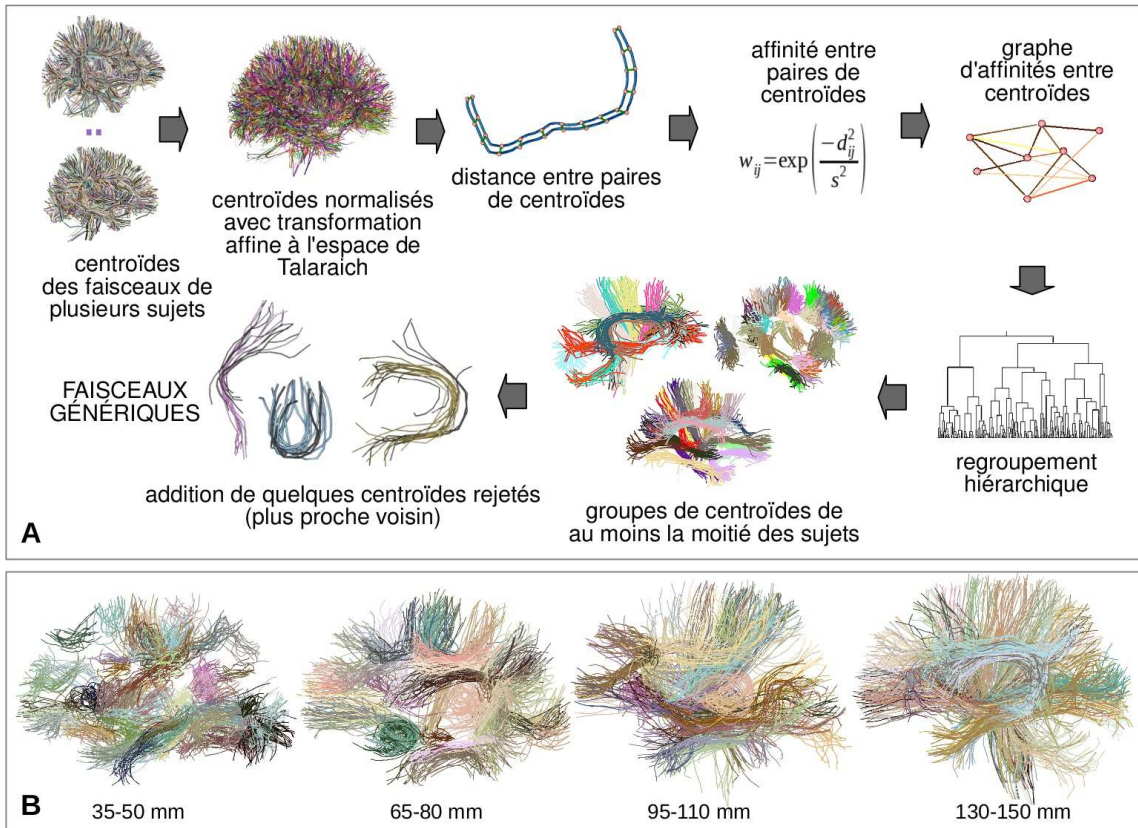 centroïdes
des faisceaux de
plusieurs sujets
centroïdes normalisés
avec transformation
affine à l'espace de
Talaraich
distance entre paires
de centroïdes
affinité entre
paires de
centroïdes
w_ij=exp(−d_ij^2/s^2)
graphe
d'affinités entre
centroïdes
regroupement
hiérarchique
groupes de centroïdes de
au moins la moitié des sujets
addition de quelques centroïdes rejetés
(plus proche voisin)
FAISCEAUX
GÉNÉRIQUES
A
B
35-50 mm
65-80 mm
95-110 mm
130-150 mm